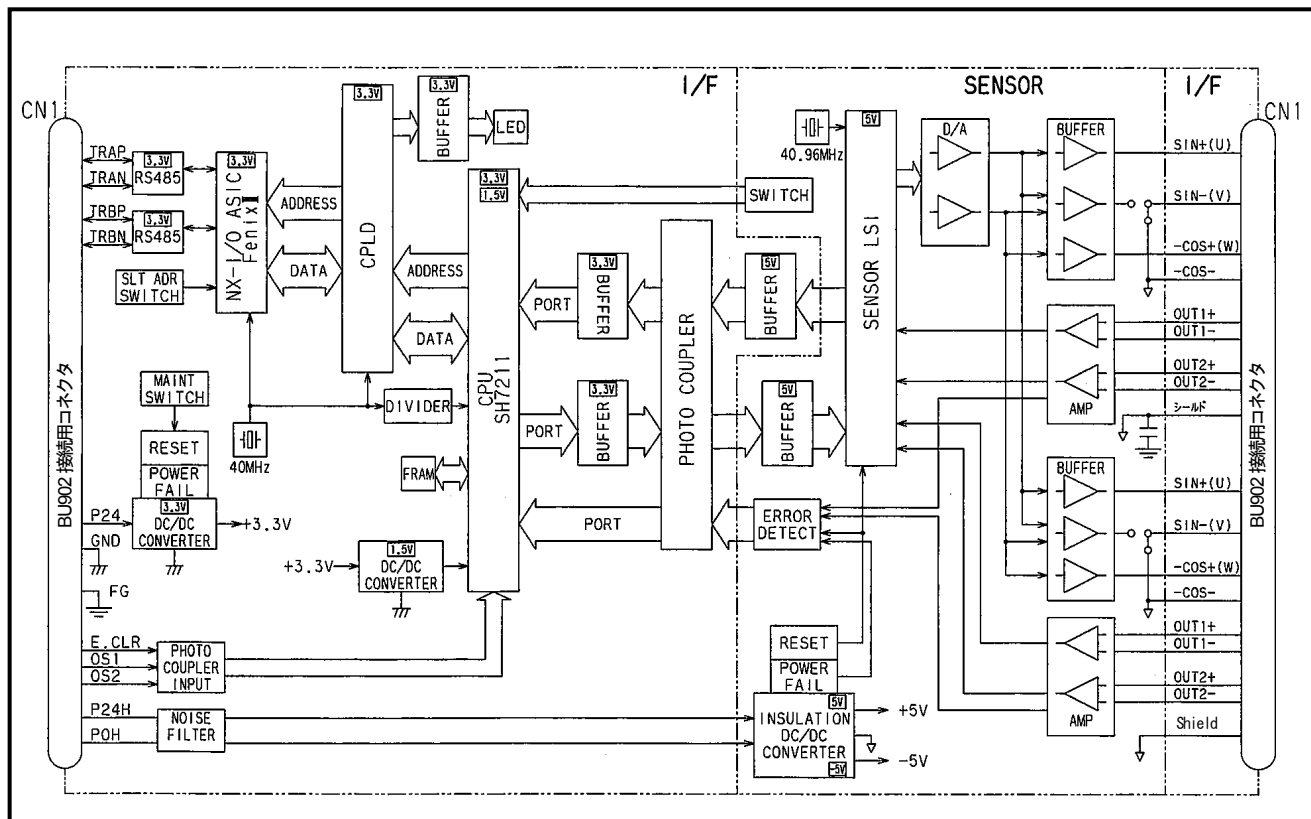 I/F
SENSOR
I/F
CN1
CN1
TRAP
TRAN
TRBP
TRBN
3.3V
RS485
3.3V
RS485
SLT ADR
SWITCH
3.3V
NX-I/O ASIC
FenixⅡ
ADDRESS
DATA
3.3V
CPLD
3.3V
BUFFER
LED
ADDRESS
DATA
3.3V
1.5V
CPU
SH7211
SWITCH
PORT
3.3V
BUFFER
PORT
3.3V
BUFFER
PHOTO COUPLER
5V
BUFFER
5V
BUFFER
PORT
40.96MHz
5V
SENSOR LSI
D/A
BUFFER
SIN+(U)
SIN-(V)
-COS+(W)
-COS-
OUT1+
OUT1-
OUT2+
OUT2-
AMP
シールド
BUFFER
SIN+(U)
SIN-(V)
-COS+(W)
-COS-
OUT1+
OUT1-
OUT2+
OUT2-
AMP
Shield
ERROR
DETECT
MAINT
SWITCH
RESET
POWER
FAIL
3.3V
DC/DC
CONVERTER
+3.3V
40MHz
DIVIDER
FRAM
+3.3V
1.5V
DC/DC
CONVERTER
P24
GND
FG
E.CLR
OS1
OS2
PHOTO
COUPLER
INPUT
P24H
POH
NOISE
FILTER
RESET
POWER
FAIL
5V
INSULATION
DC/DC
CONVERTER
-5V
+5V
-5V
BU902 接続用コネクタ
BU902 接続用コネクタ